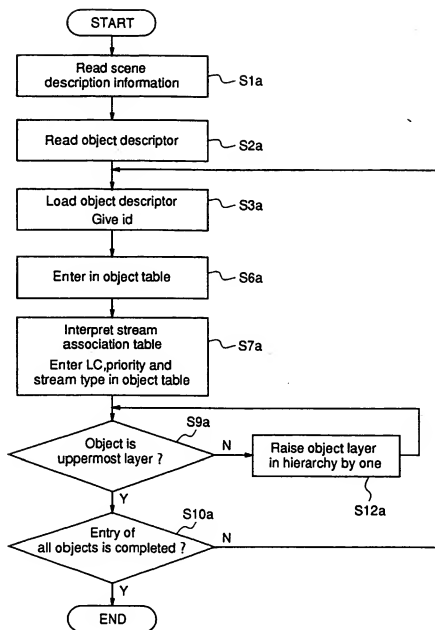 START
Read scene
description information
S1a
Read object descriptor
S2a
Load object descriptor
Give id
S3a
Enter in object table
S6a
Interpret stream
association table
Enter LC,priority and
stream type in object table
S7a
Object is
uppermost layer ?
S9a
N
Raise object layer
in hierarchy by one
S12a
Y
Entry of
all objects is completed ?
S10a
N
Y
END